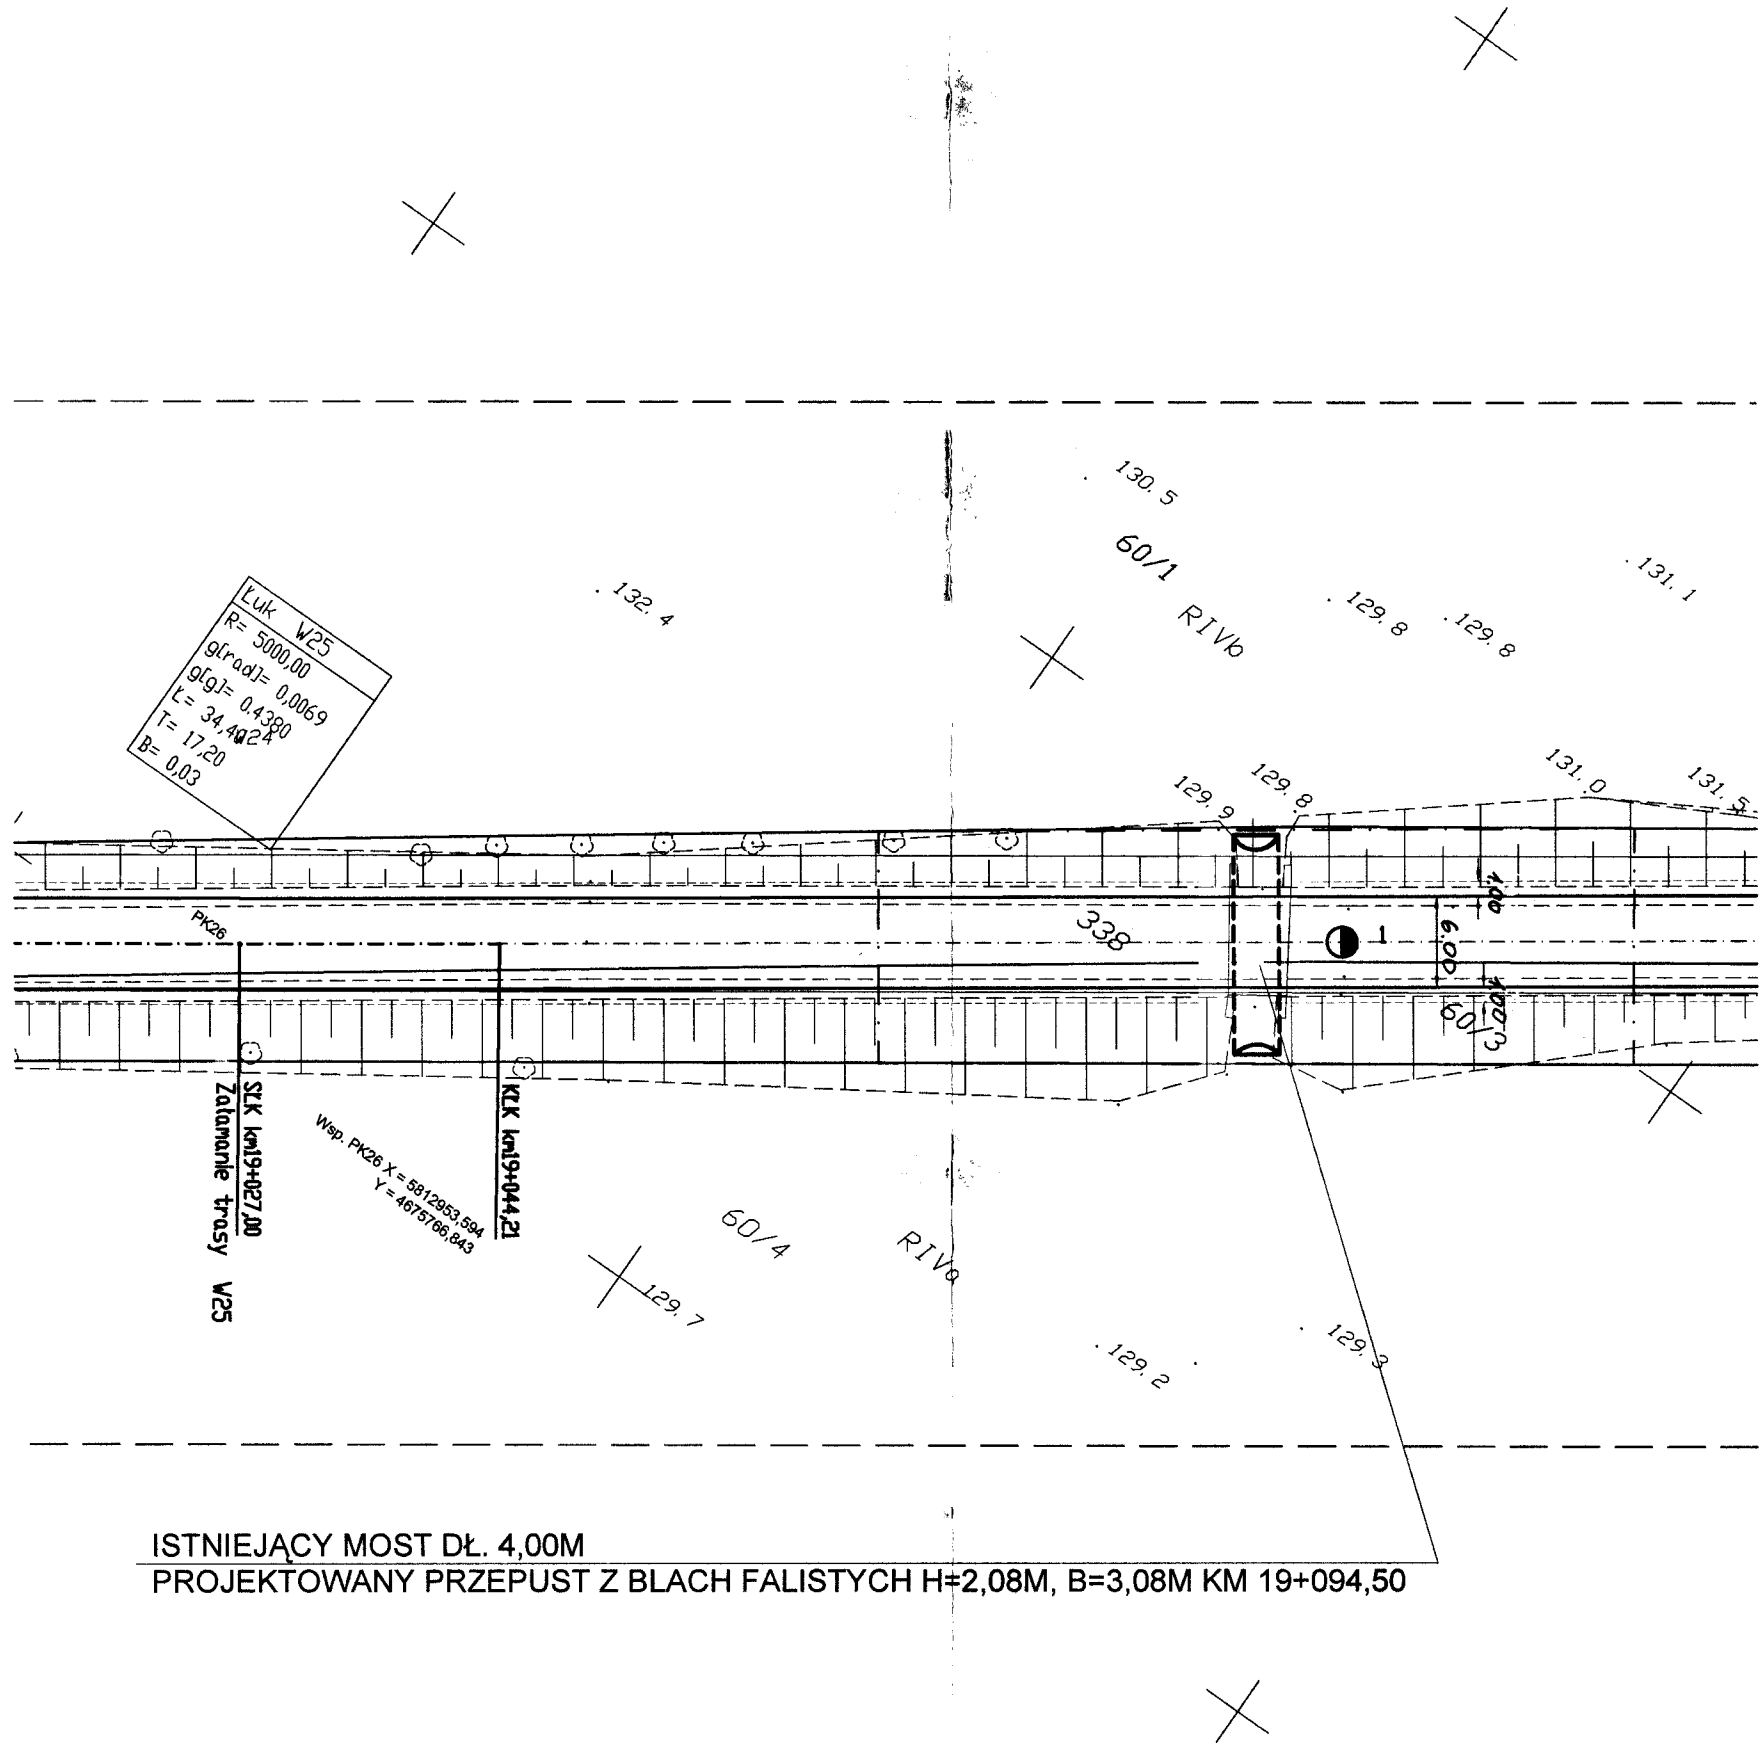 130.5
60/1
RIVb
131.1
129.8
129.8
132.4
Łuk W25
R= 5000,00
g[rad]= 0,0069
g[g]= 0.4380
T= 17,20
B= 0,03
129.9
129.8
131.0
131.5
1.00
PK26
338
1
6.00
1.00
60/3
SŁK km19+027,00
Załamanie trasy W25
KŁK km19+044,21
Wsp. PK26 X = 5812953,594
Y = 4675766,843
60/4
RIVa
129.7
129.2
129.3
ISTNIEJĄCY MOST DŁ. 4,00M
PROJEKTOWANY PRZEPUST Z BLACH FALISTYCH H=2,08M, B=3,08M KM 19+094,50